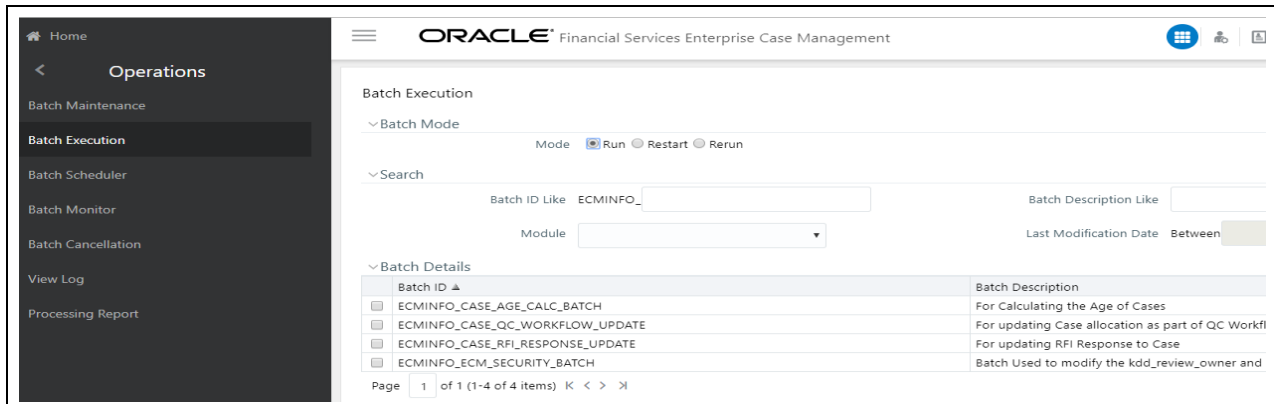 Home
Operations
Batch Maintenance
Batch Execution
Batch Scheduler
Batch Monitor
Batch Cancellation
View Log
Processing Report
ORACLE® Financial Services Enterprise Case Management
Batch Execution
Batch Mode
Mode Run Restart Rerun
Search
Batch ID Like ECMINFO_ Batch Description Like
Module Last Modification Date Between
Batch Details
Batch ID Batch Description
ECMINFO_CASE_AGE_CALC_BATCH For Calculating the Age of Cases
ECMINFO_CASE_QC_WORKFLOW_UPDATE For updating Case allocation as part of QC Workfl
ECMINFO_CASE_RFI_RESPONSE_UPDATE For updating RFI Response to Case
ECMINFO_ECM_SECURITY_BATCH Batch Used to modify the kdd_review_owner and
Page 1 of 1 (1-4 of 4 items)